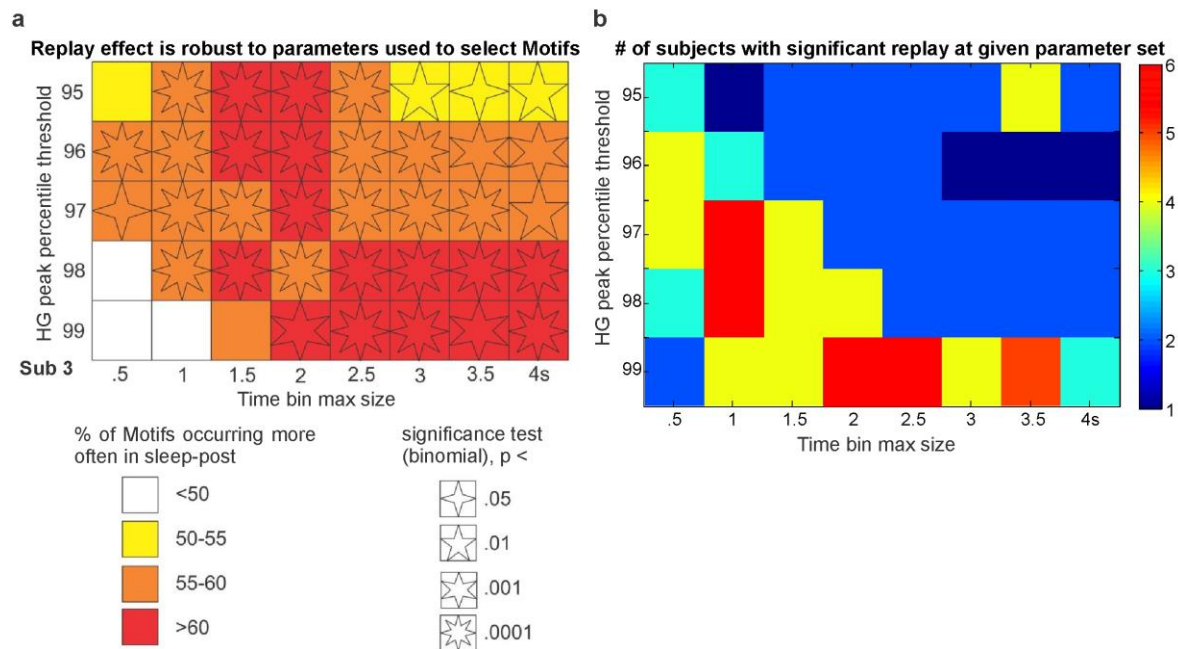 a
Replay effect is robust to parameters used to select Motifs
HG peak percentile threshold
95
96
97
98
99
Sub 3
.5 1 1.5 2 2.5 3 3.5 4s
Time bin max size
% of Motifs occurring more
often in sleep-post
<50
50-55
55-60
>60
significance test
(binomial), p <
.05
.01
.001
.0001
b
# of subjects with significant replay at given parameter set
HG peak percentile threshold
95
96
97
98
99
.5 1 1.5 2 2.5 3 3.5 4s
Time bin max size
6
5
4
3
2
1